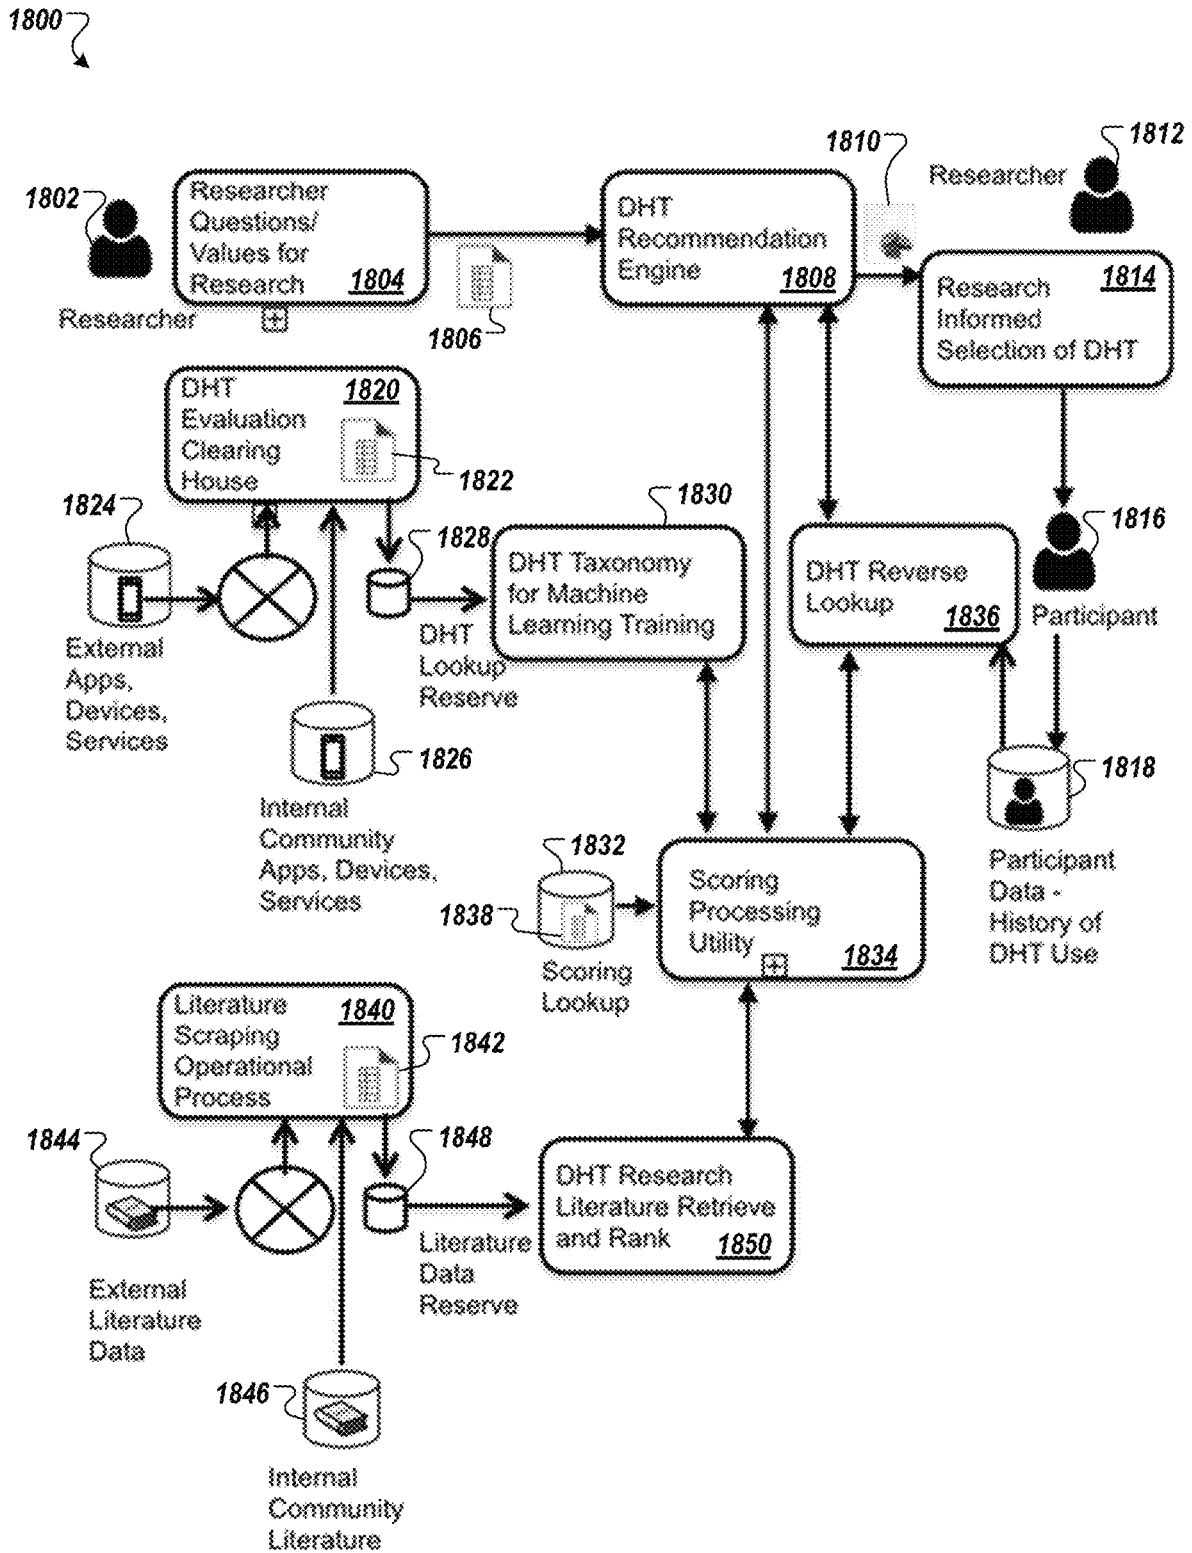 1800
1802
Researcher
Researcher
Questions/
Values for
Research
1804
1806
DHT
Recommendation
Engine
1808
1810
Researcher
1812
1814
Research
Informed
Selection of DHT
DHT
Evaluation
Clearing
House
1820
1822
1824
External
Apps,
Devices,
Services
1828
DHT
Lookup
Reserve
1830
DHT Taxonomy
for Machine
Learning Training
DHT Reverse
Lookup
1836
1816
Participant
1826
Internal
Community
Apps, Devices,
Services
1818
Participant
Data -
History of
DHT Use
1832
1838
Scoring
Lookup
Scoring
Processing
Utility
1834
Literature
Scraping
Operational
Process
1840
1842
1844
External
Literature
Data
1848
Literature
Data
Reserve
DHT Research
Literature Retrieve
and Rank
1850
1846
Internal
Community
Literature